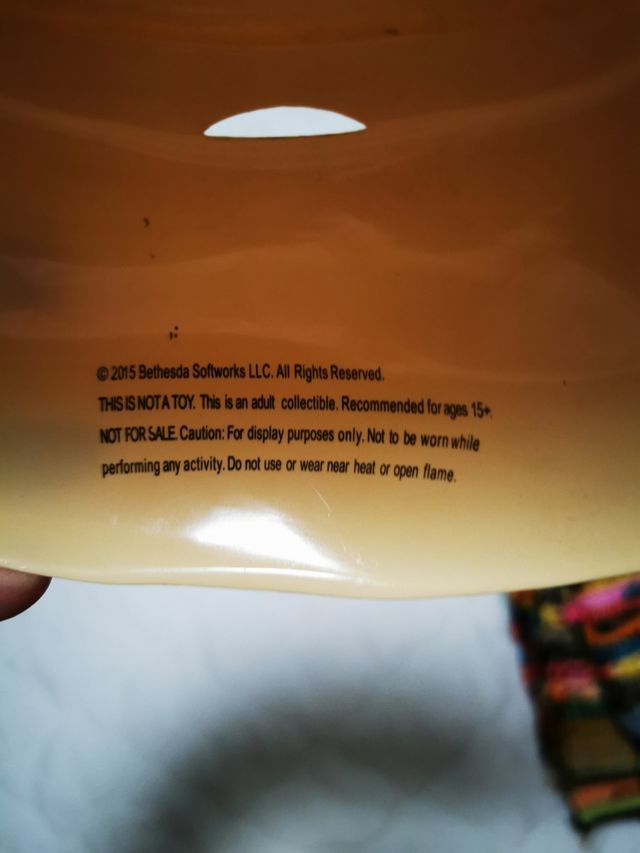 © 2015 Bethesda Softworks LLC. All Rights Reserved.
THIS IS NOT A TOY. This is an adult collectible. Recommended for ages 15+.
NOT FOR SALE. Caution: For display purposes only. Not to be worn while
performing any activity. Do not use or wear near heat or open flame.